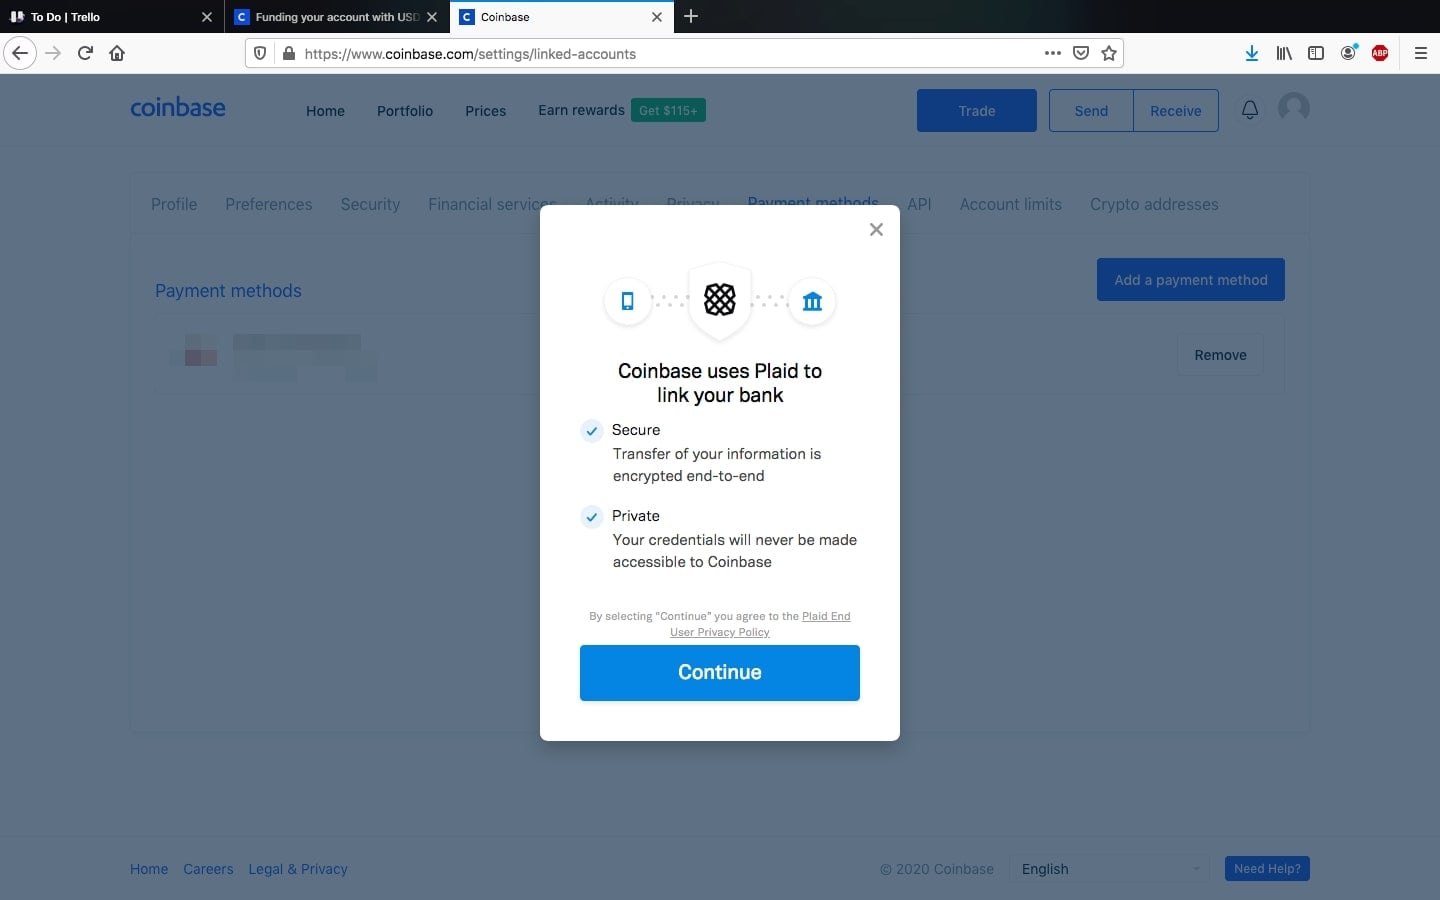 To Do | Trello
Funding your account with USD
Coinbase
https://www.coinbase.com/settings/linked-accounts
ABP
coinbase
Home
Portfolio
Prices
Earn rewards
Get $115+
Trade
Send
Receive
Profile
Preferences
Security
Financial services
Activity
Privacy
Payment methods
API
Account limits
Crypto addresses
Payment methods
Add a payment method
Remove
Coinbase uses Plaid to
link your bank
Secure
Transfer of your information is
encrypted end-to-end
Private
Your credentials will never be made
accessible to Coinbase
By selecting "Continue" you agree to the Plaid End
User Privacy Policy
Continue
Home
Careers
Legal & Privacy
© 2020 Coinbase
English
Need Help?